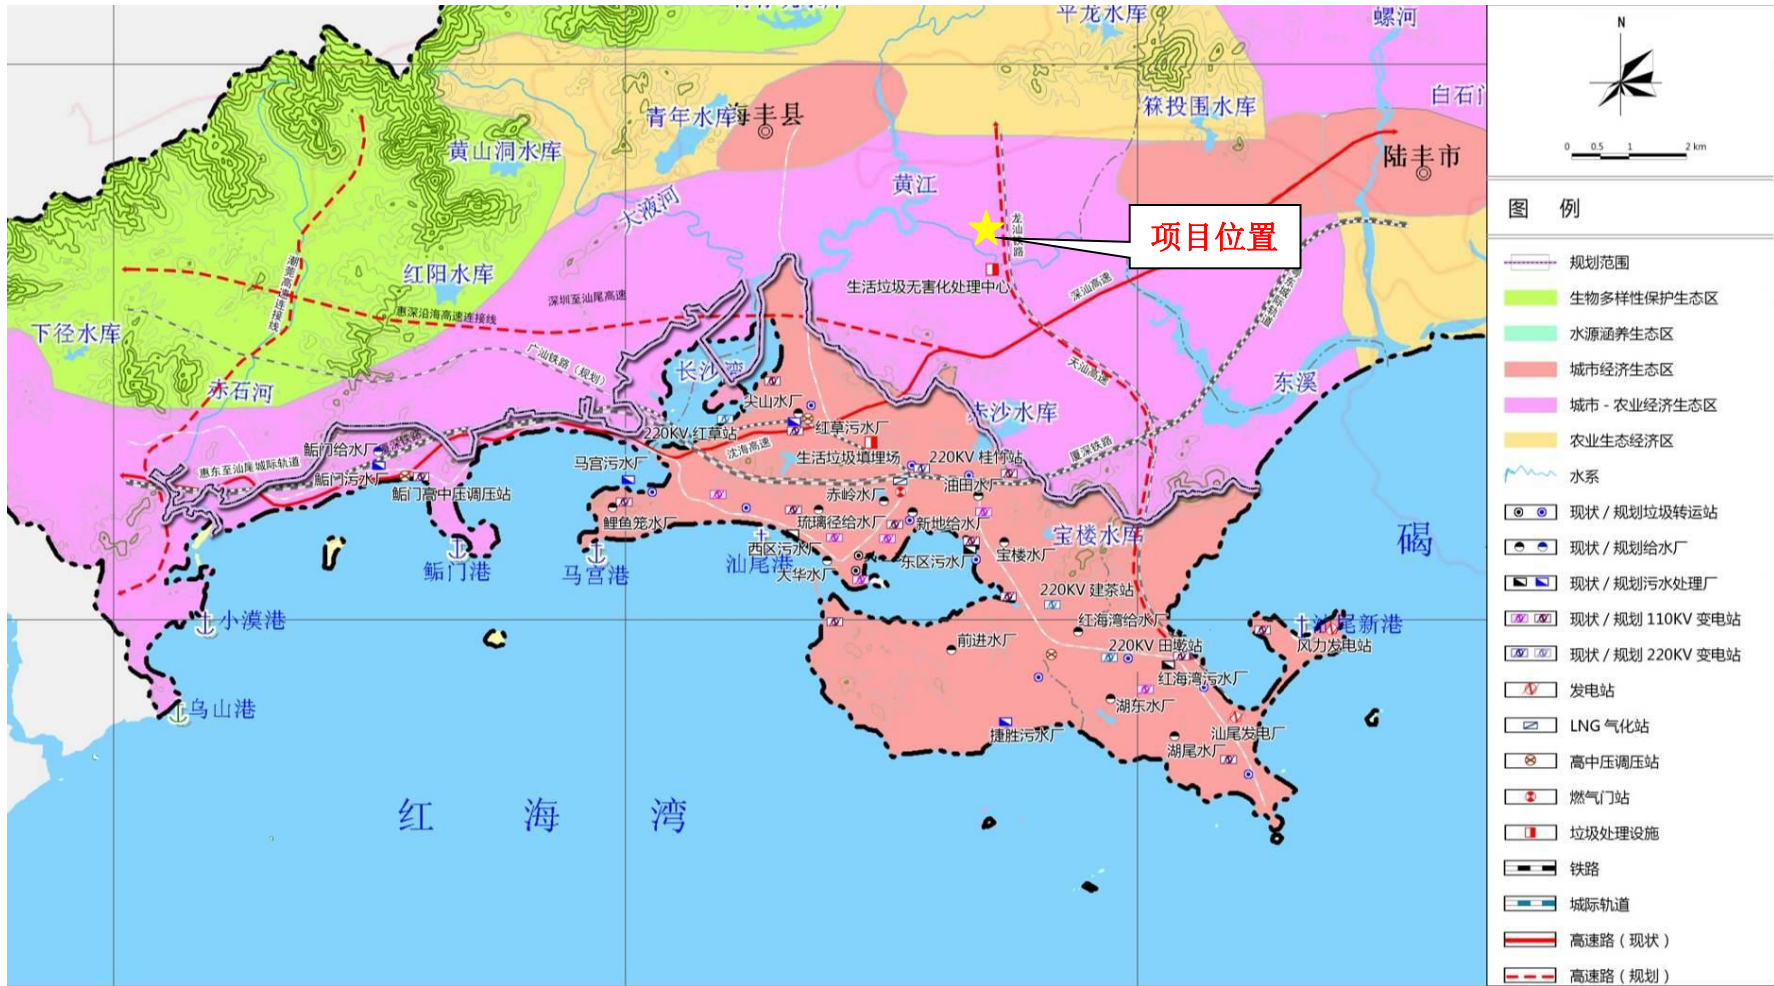 平龙水库
螺河
海丰县
青年水库
箖投围水库
白石门
黄山洞水库
陆丰市
黄江
大液河
龙汕铁路
项目位置
红阳水库
潮莞高速连接线
生活垃圾无害化处理中心
深汕高速
深圳至汕尾高速
惠深沿海高速连接线
下径水库
广汕铁路（规划）
长沙湾
天汕高速
东溪
赤石河
尖山水厂
赤沙水库
220KV 红草站
红草污水厂
厦深铁路
鲘门给水厂
厦深铁路
沈海高速
生活垃圾填埋场
220KV 桂竹站
惠东至汕尾城际轨道
马宫污水厂
鲘门污水厂
油田水厂
鲘门高中压调压站
赤岭水厂
鲤鱼笼水厂
琉璃径给水厂
新地给水厂
宝楼水库
碣
西区污水厂
汕尾港
宝楼水厂
鲘门港
马宫港
大华水厂
东区污水厂
220KV 建茶站
小漠港
红海湾给水厂
汕尾新港
前进水厂
220KV 田墘站
风力发电站
红海湾污水厂
乌山港
湖东水厂
捷胜污水厂
汕尾发电厂
湖尾水厂
红海湾
N
0 0.5 1 2 km
图 例
规划范围
生物多样性保护生态区
水源涵养生态区
城市经济生态区
城市 - 农业经济生态区
农业生态经济区
水系
现状 / 规划垃圾转运站
现状 / 规划给水厂
现状 / 规划污水处理厂
现状 / 规划 110KV 变电站
现状 / 规划 220KV 变电站
发电站
LNG 气化站
高中压调压站
燃气门站
垃圾处理设施
铁路
城际轨道
高速路（现状）
高速路（规划）